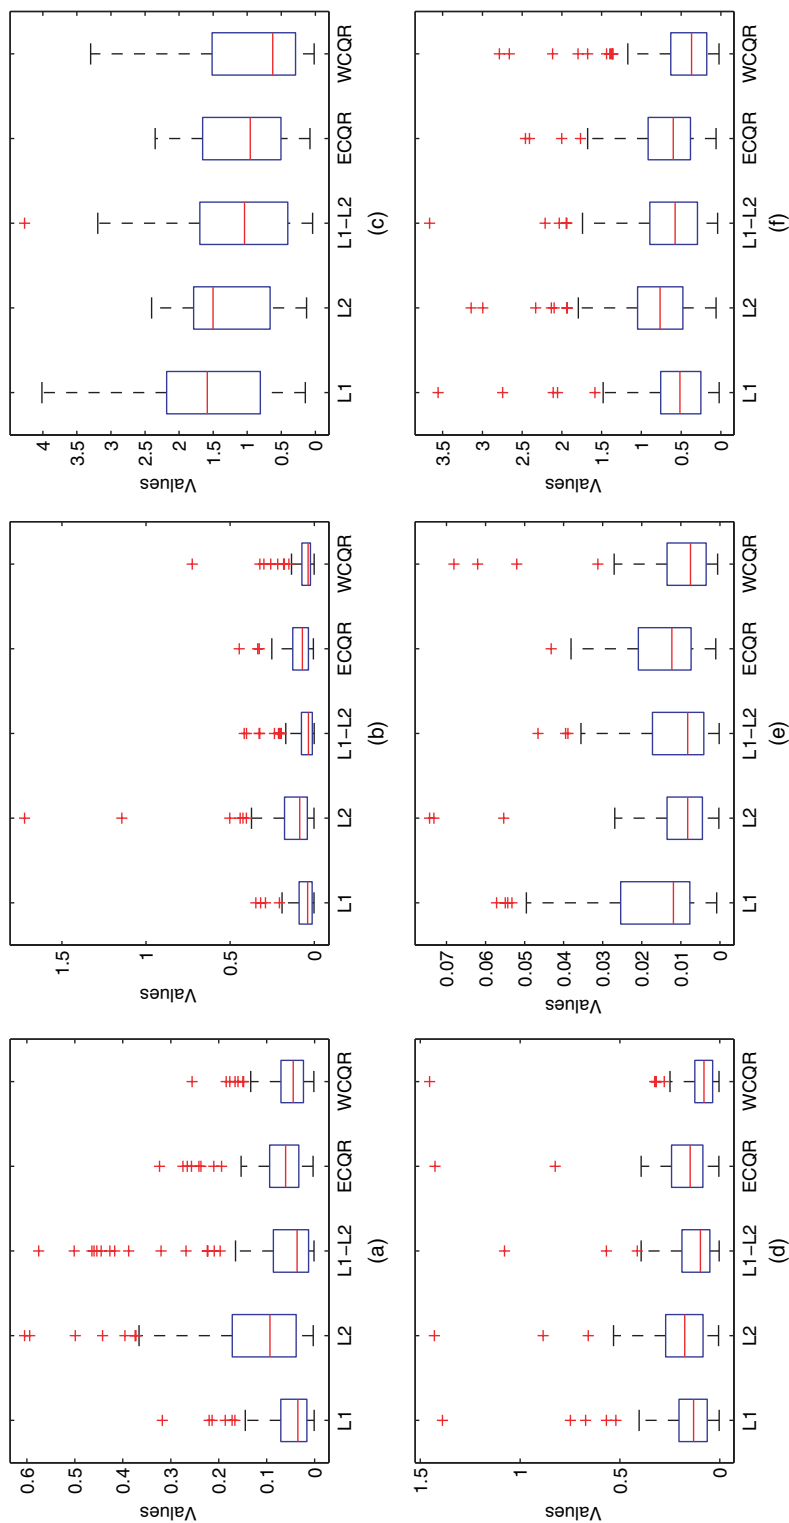 4
3.5
3
2.5
2
1.5
1
0.5
0
Values
L1
L2
L1–L2
ECQR
WCQR
(c)
3.5
3
2.5
2
1.5
1
0.5
0
Values
L1
L2
L1–L2
ECQR
WCQR
(f)
1.5
1
0.5
0
Values
L1
L2
L1–L2
ECQR
WCQR
(b)
0.07
0.06
0.05
0.04
0.03
0.02
0.01
0
Values
L1
L2
L1–L2
ECQR
WCQR
(e)
0.6
0.5
0.4
0.3
0.2
0.1
0
Values
L1
L2
L1–L2
ECQR
WCQR
(a)
1.5
1
0.5
0
Values
L1
L2
L1–L2
ECQR
WCQR
(d)